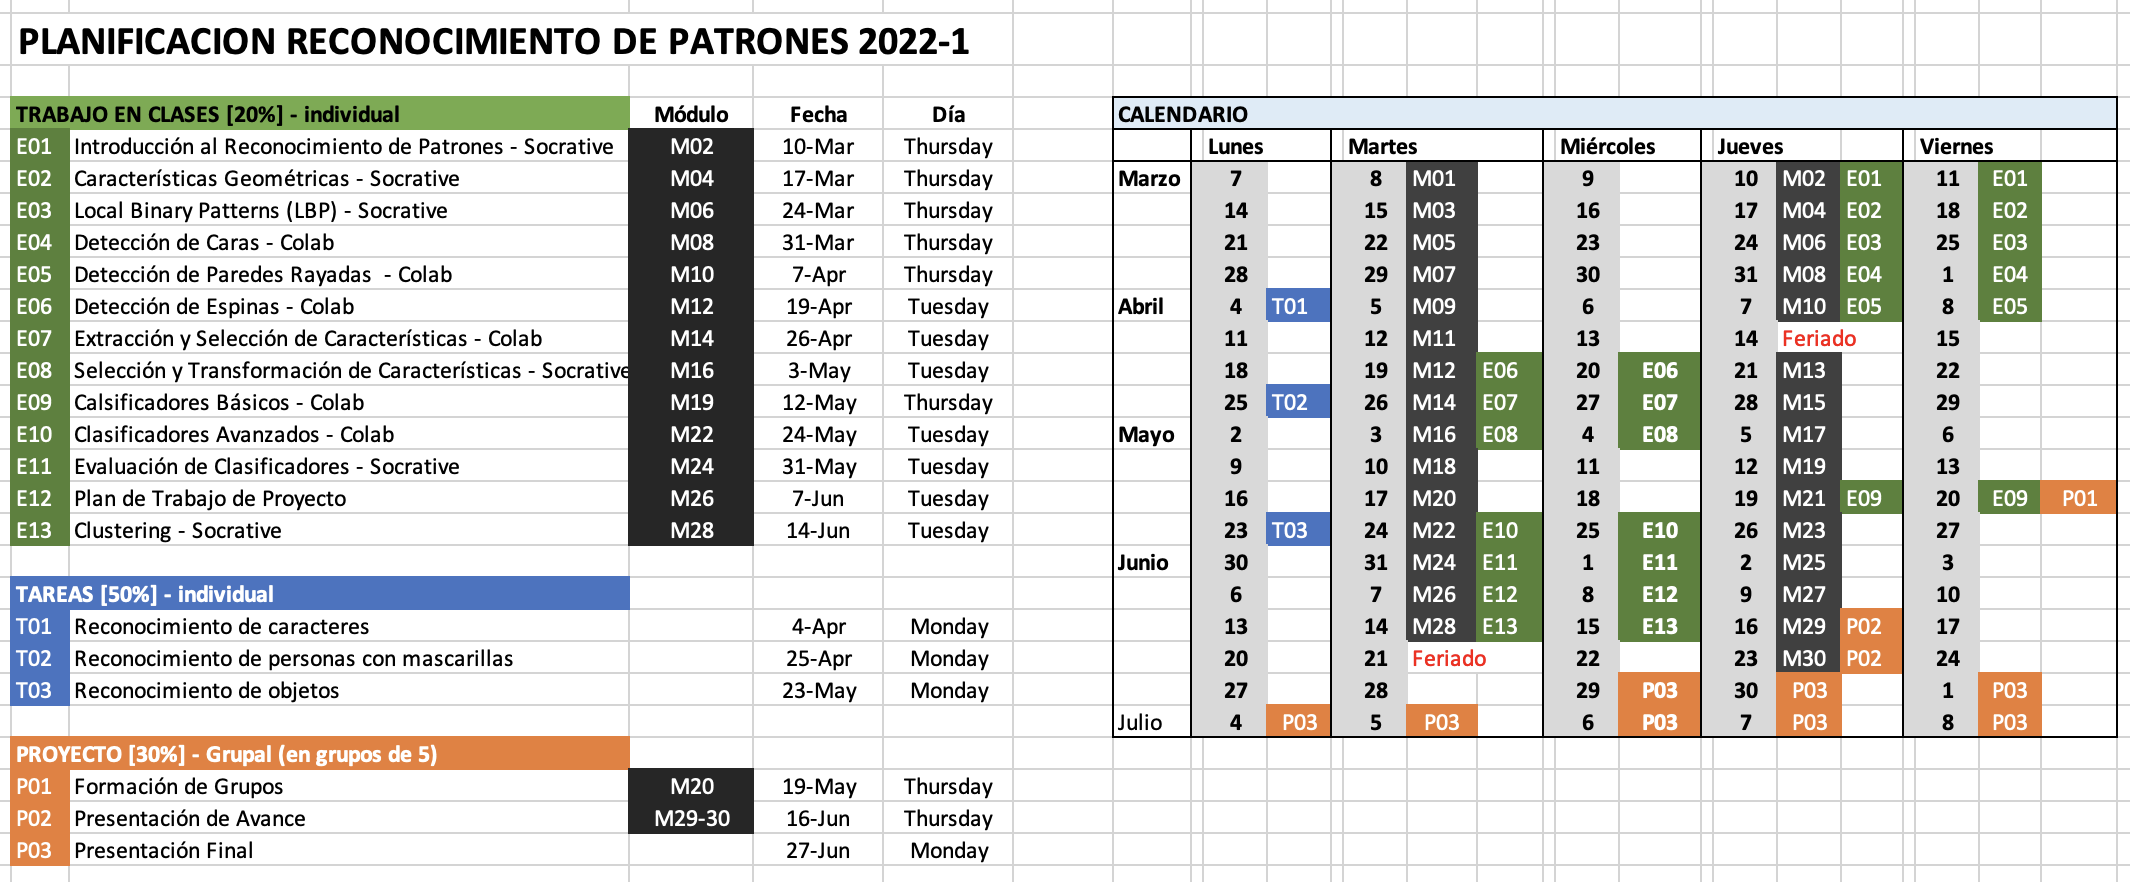 PLANIFICACION RECONOCIMIENTO DE PATRONES 2022-1
TRABAJO EN CLASES [20%] - individual Módulo Fecha Día
E01 Introducción al Reconocimiento de Patrones - Socrative M02 10-Mar Thursday
E02 Características Geométricas - Socrative M04 17-Mar Thursday
E03 Local Binary Patterns (LBP) - Socrative M06 24-Mar Thursday
E04 Detección de Caras - Colab M08 31-Mar Thursday
E05 Detección de Paredes Rayadas - Colab M10 7-Apr Thursday
E06 Detección de Espinas - Colab M12 19-Apr Tuesday
E07 Extracción y Selección de Características - Colab M14 26-Apr Tuesday
E08 Selección y Transformación de Características - Socrative M16 3-May Tuesday
E09 Calsificadores Básicos - Colab M19 12-May Thursday
E10 Clasificadores Avanzados - Colab M22 24-May Tuesday
E11 Evaluación de Clasificadores - Socrative M24 31-May Tuesday
E12 Plan de Trabajo de Proyecto M26 7-Jun Tuesday
E13 Clustering - Socrative M28 14-Jun Tuesday
TAREAS [50%] - individual
T01 Reconocimiento de caracteres 4-Apr Monday
T02 Reconocimiento de personas con mascarillas 25-Apr Monday
T03 Reconocimiento de objetos 23-May Monday
PROYECTO [30%] - Grupal (en grupos de 5)
P01 Formación de Grupos M20 19-May Thursday
P02 Presentación de Avance M29-30 16-Jun Thursday
P03 Presentación Final 27-Jun Monday
CALENDARIO
Lunes Martes Miércoles Jueves Viernes
Marzo 7 8 M01 9 10 M02 E01 11 E01
14 15 M03 16 17 M04 E02 18 E02
21 22 M05 23 24 M06 E03 25 E03
28 29 M07 30 31 M08 E04 1 E04
Abril 4 T01 5 M09 6 7 M10 E05 8 E05
11 12 M11 13 14 Feriado 15
18 19 M12 E06 20 E06 21 M13 22
25 T02 26 M14 E07 27 E07 28 M15 29
Mayo 2 3 M16 E08 4 E08 5 M17 6
9 10 M18 11 12 M19 13
16 17 M20 18 19 M21 E09 20 E09 P01
23 T03 24 M22 E10 25 E10 26 M23 27
Junio 30 31 M24 E11 1 E11 2 M25 3
6 7 M26 E12 8 E12 9 M27 10
13 14 M28 E13 15 E13 16 M29 P02 17
20 21 Feriado 22 23 M30 P02 24
27 28 29 P03 30 P03 1 P03
Julio 4 P03 5 P03 6 P03 7 P03 8 P03